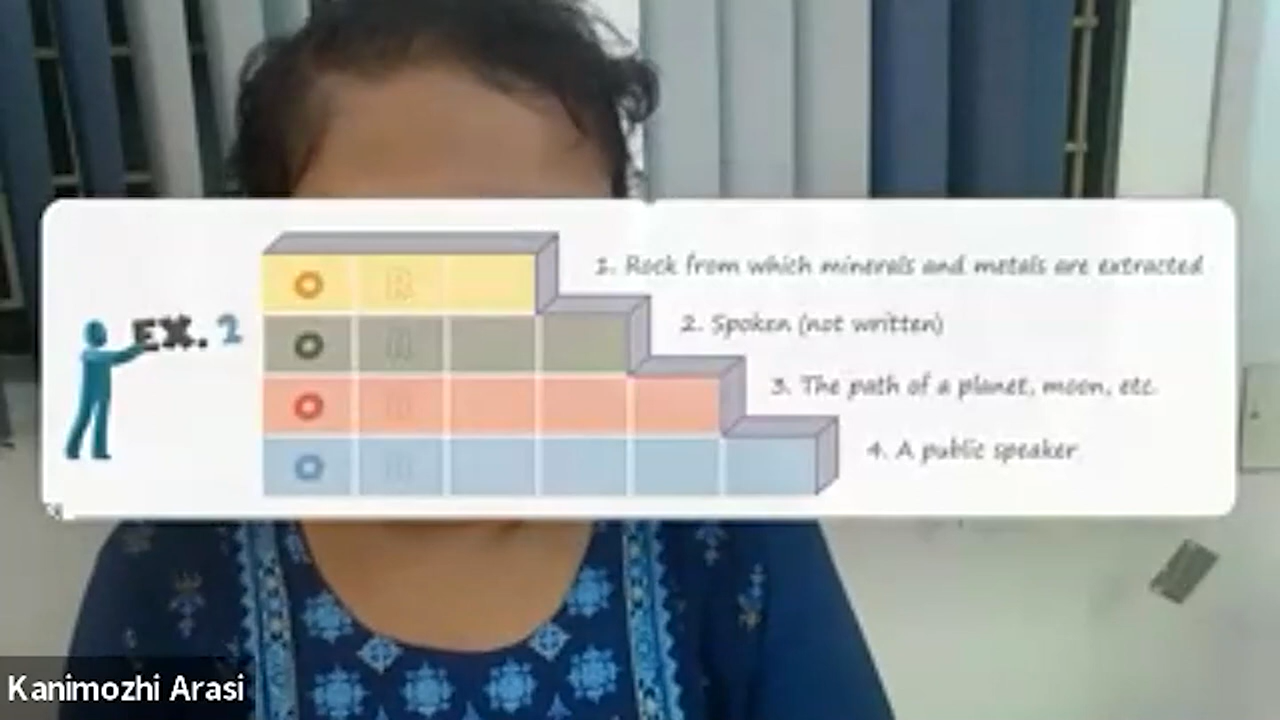 EX. 2
O R
O R
O R
O R
1. Rock from which minerals and metals are extracted
2. Spoken (not written)
3. The path of a planet, moon, etc.
4. A public speaker
Kanimozhi Arasi